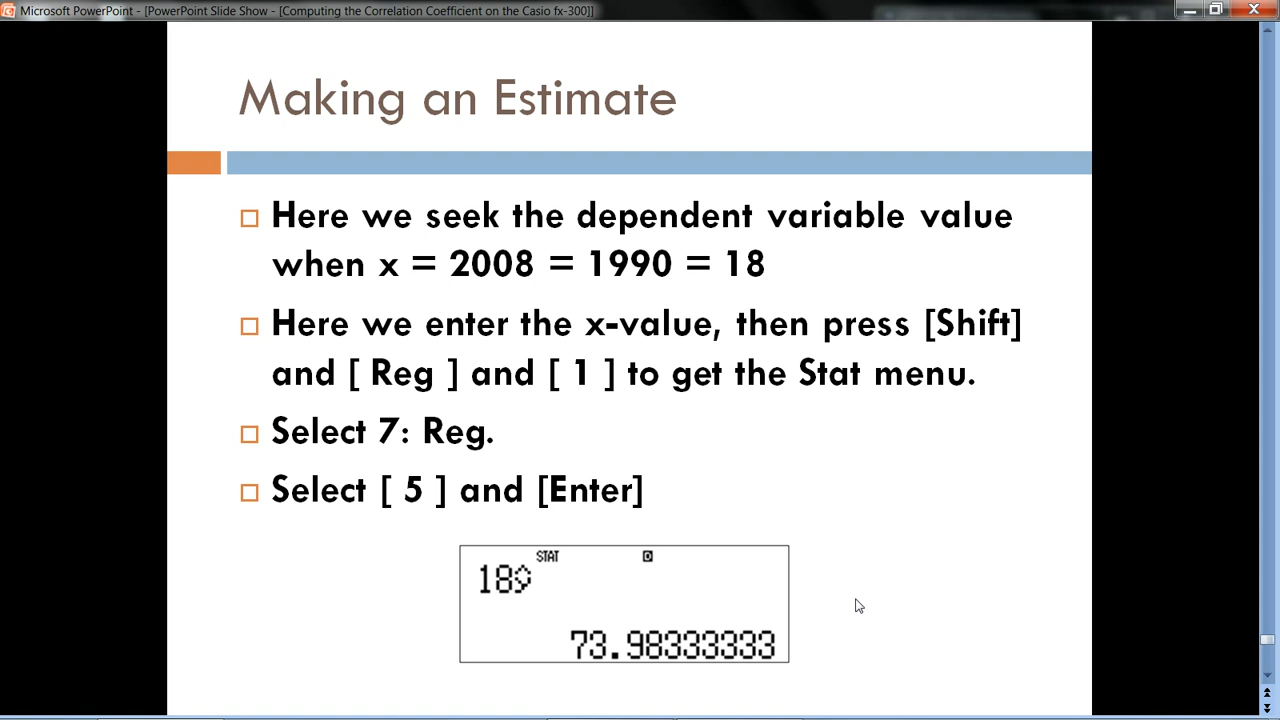 Microsoft PowerPoint - [PowerPoint Slide Show - [Computing the Correlation Coefficient on the Casio fx-300]]
Making an Estimate
Here we seek the dependent variable value
when x = 2008 = 1990 = 18
Here we enter the x-value, then press [Shift]
and [ Reg ] and [ 1 ] to get the Stat menu.
Select 7: Reg.
Select [ 5 ] and [Enter]
STAT D
18ŷ
73.98333333